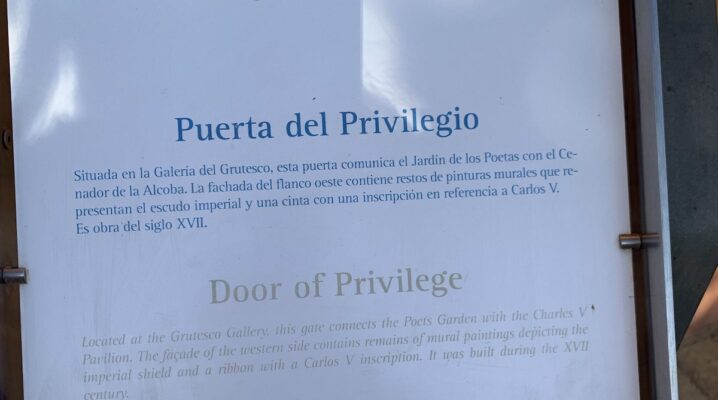 Puerta del Privilegio
Situada en la Galería del Grutesco, esta puerta comunica el Jardín de los Poetas con el Ce-
nador de la Alcoba. La fachada del flanco oeste contiene restos de pinturas murales que re-
presentan el escudo imperial y una cinta con una inscripción en referencia a Carlos V.
Es obra del siglo XVII.
Door of Privilege
Located at the Grutesco Gallery, this gate connects the Poets Garden with the Charles V
Pavilion. The façade of the western side contains remains of mural paintings depicting the
imperial shield and a ribbon with a Carlos V inscription. It was built during the XVII
century.